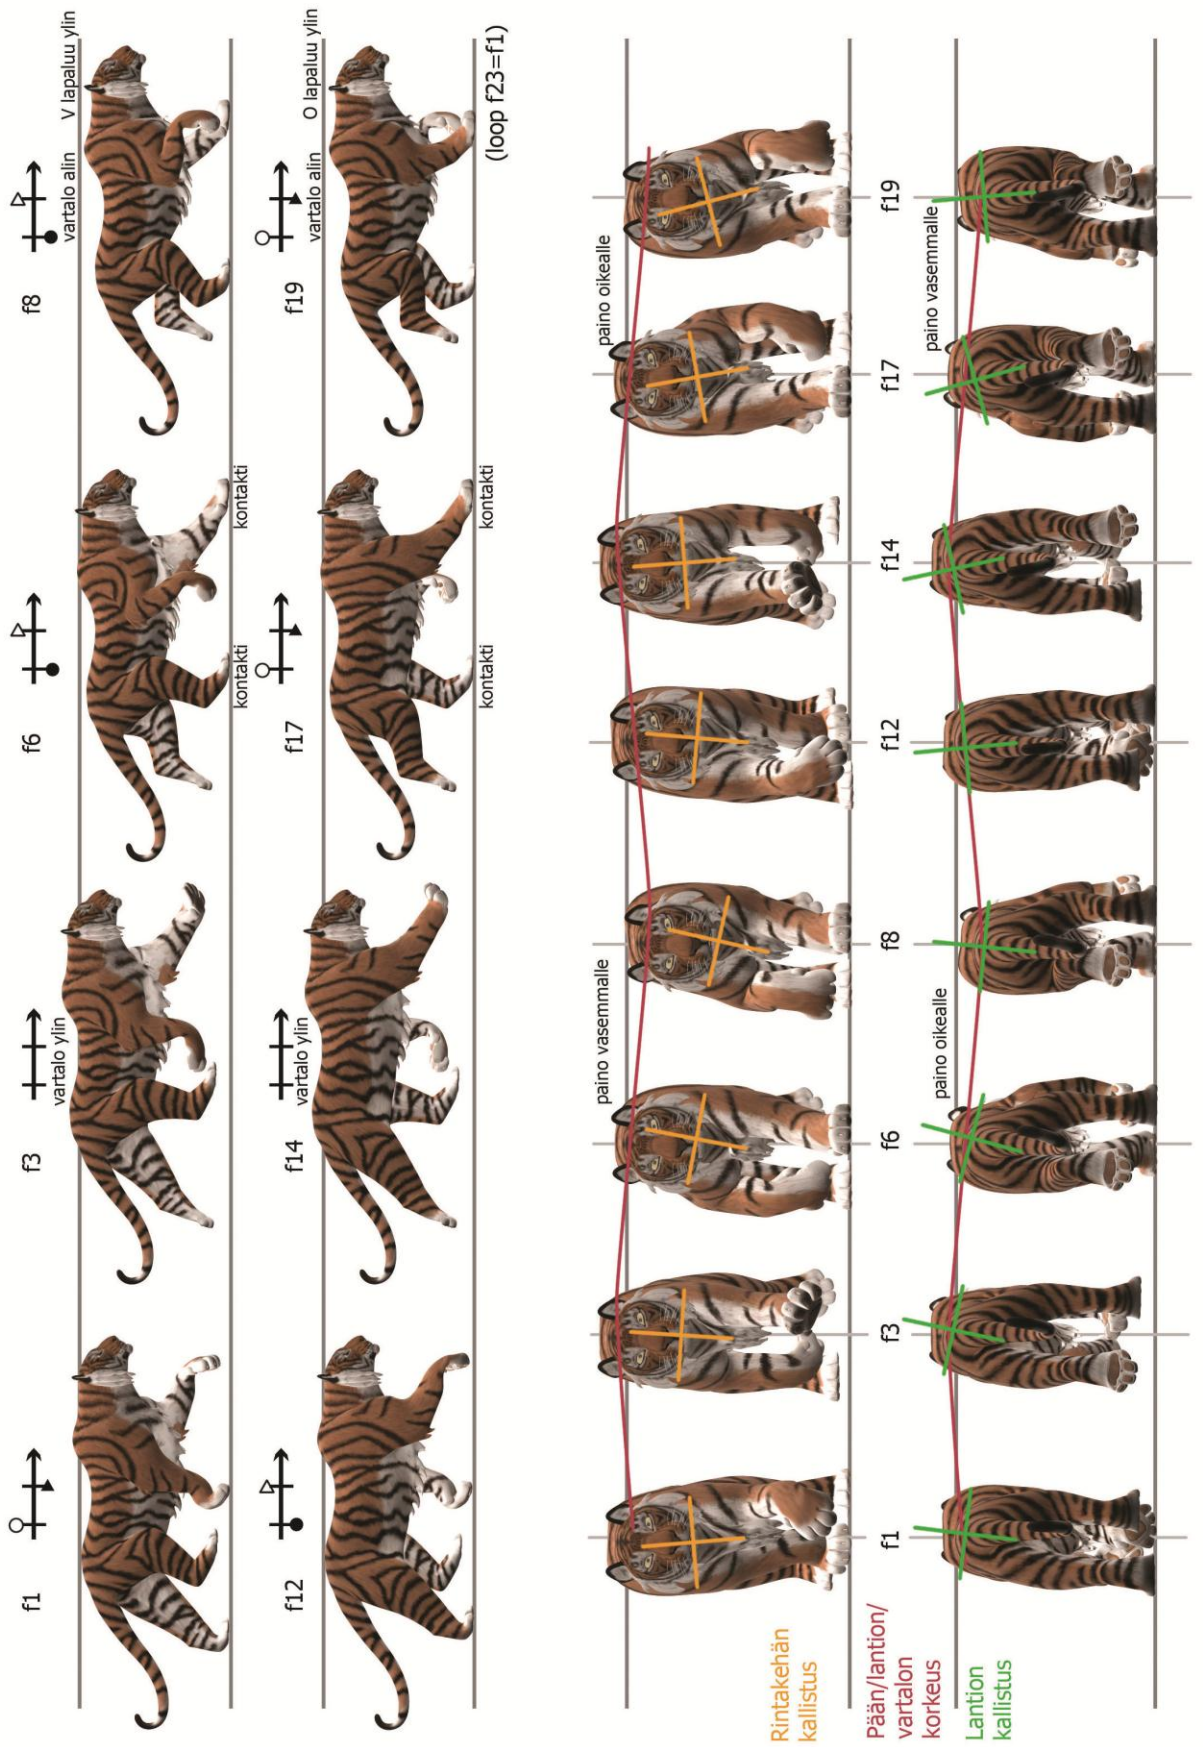 f1
f3
vartalo ylin
f6
kontakti
kontakti
f8
vartalo alin
V lapaluu ylin
f12
f14
vartalo ylin
f17
kontakti
kontakti
f19
vartalo alin
O lapaluu ylin
(loop f23=f1)
paino vasemmalle
paino oikealle
Rintakehän
kallistus
f1
f3
f6
f8
f12
f14
f17
f19
Pään/lantion/
vartalon
korkeus
paino oikealle
paino vasemmalle
Lantion
kallistus